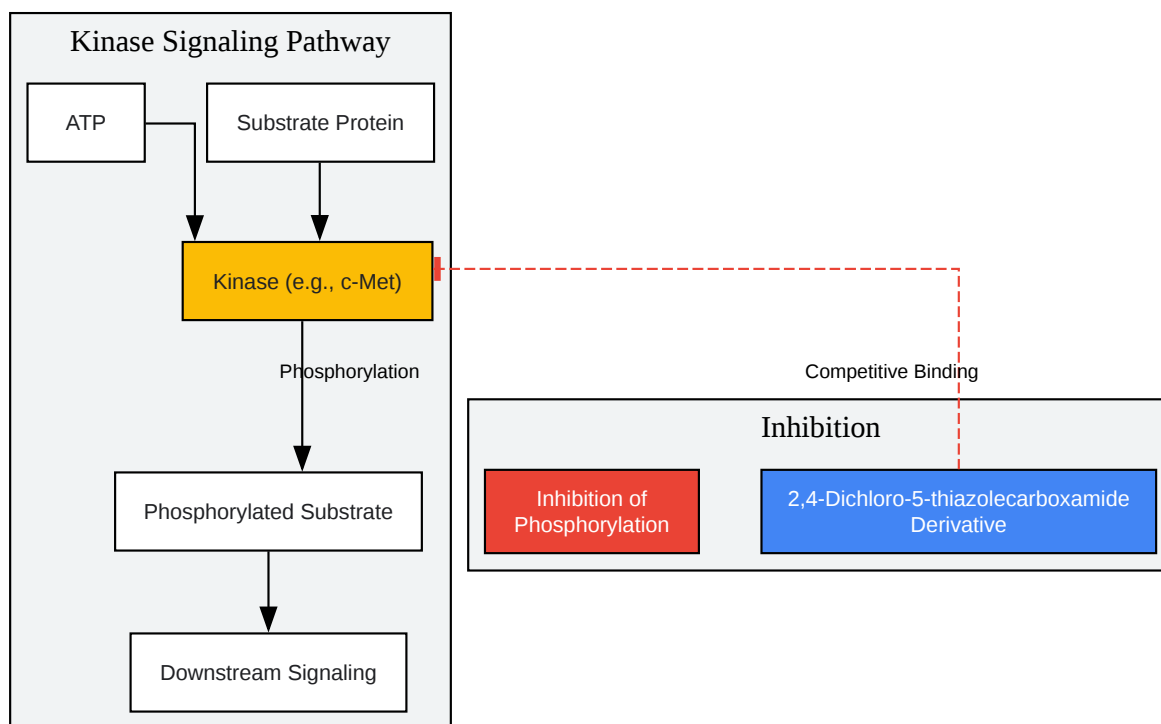 Kinase Signaling Pathway
ATP
Substrate Protein
Kinase (e.g., c-Met)
Phosphorylation
Competitive Binding
Inhibition
Phosphorylated Substrate
Inhibition of
Phosphorylation
2,4-Dichloro-5-thiazolecarboxamide
Derivative
Downstream Signaling